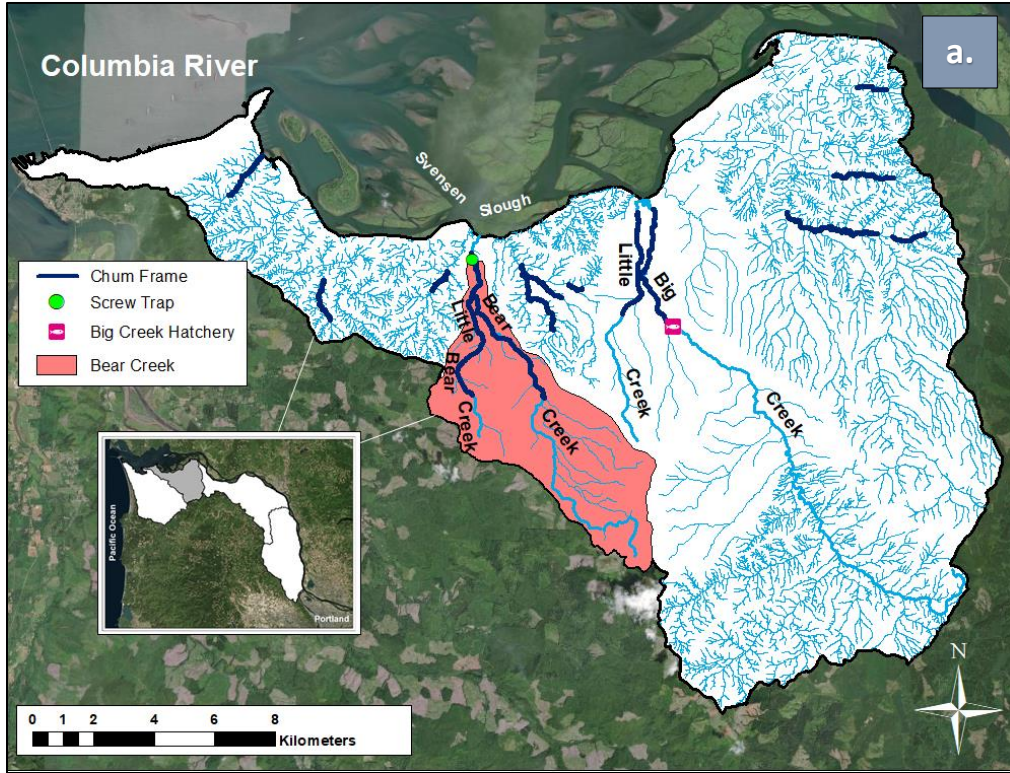 a.
Columbia River
Svensen
Slough
Chum Frame
Screw Trap
Big Creek Hatchery
Bear Creek
Little
Bear
Creek
Bear
Creek
Little
Creek
Big
Creek
Pacific Ocean
Portland
N
0 1 2 4 6 8
Kilometers